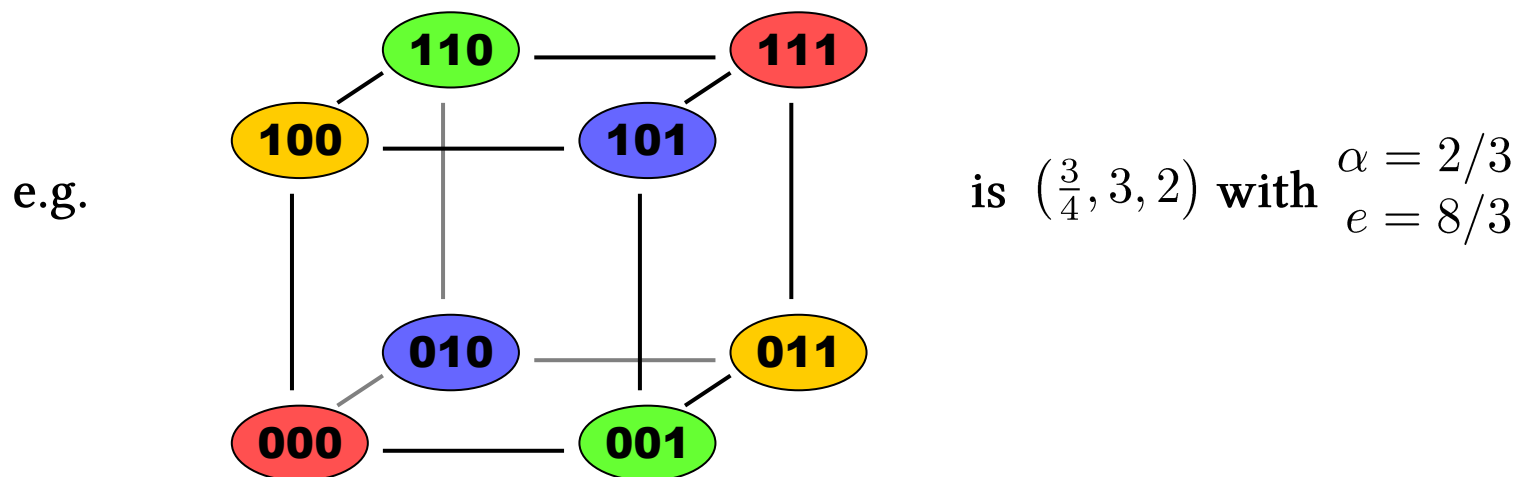 110 111
100 101
e.g.
is (3/4, 3, 2) with α = 2/3
e = 8/3
010 011
000 001